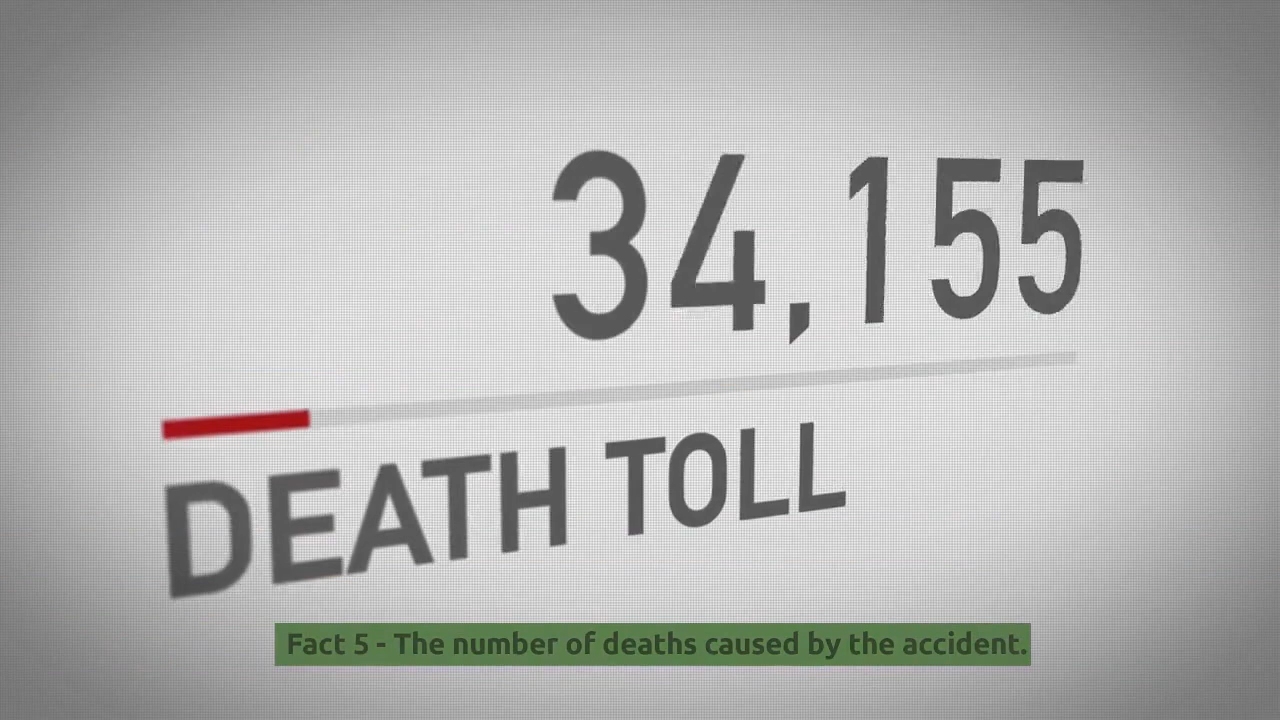 34,155
DEATH TOLL
Fact 5 - The number of deaths caused by the accident.